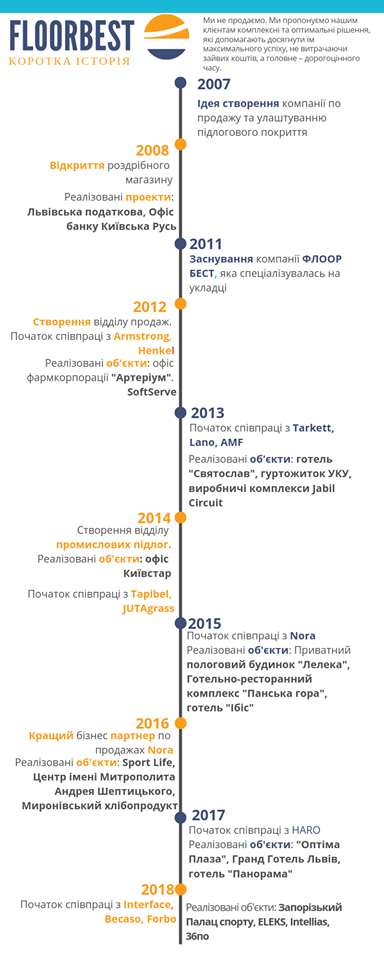 FLOORBEST
КОРОТКА ІСТОРІЯ
Ми не продаємо. Ми пропонуємо нашим
клієнтам комплексні та оптимальні рішення,
які допомагають досягнути їм
максимального успіху, не витрачаючи
зайвих коштів, а головне – дорогоцінного
часу.
2007
Ідея створення компанії по
продажу та улаштуванню
підлогового покриття
2008
Відкриття роздрібного
магазину
Реалізовані проекти:
Львівська податкова, Офіс
банку Київська Русь
2011
Заснування компанії ФЛООР
БЕСТ, яка спеціалізувалась на
укладці
2012
Створення відділу продаж.
Початок співпраці з Armstrong,
Henkel
Реалізовані об'єкти: офіс
фармкорпорації "Артеріум".
SoftServe
2013
Початок співпраці з Tarkett,
Lano, AMF
Реалізовані об'єкти: готель
"Святослав", гуртожиток УКУ,
виробничі комплекси Jabil
Circuit
2014
Створення відділу
промислових підлог.
Реалізовані об'єкти: офіс
Київстар
Початок співпраці з Tapibel,
JUTAgrass
2015
Початок співпраці з Nora
Реалізовані об'єкти: Приватний
пологовий будинок "Лелека",
Готельно-ресторанний
комплекс "Панська гора",
готель "Ібіс"
2016
Кращий бізнес партнер по
продажах Nora
Реалізовані об'єкти: Sport Life,
Центр імені Митрополита
Андрея Шептицького,
Миронівський хлібопродукт
2017
Початок співпраці з HARO
Реалізовані об'єкти: "Оптіма
Плаза", Гранд Готель Львів,
готель "Панорама"
2018
Початок співпраці з Interface,
Becaso, Forbo
Реалізовані об'єкти: Запорізький
Палац спорту, ELEKS, Intellias,
36по